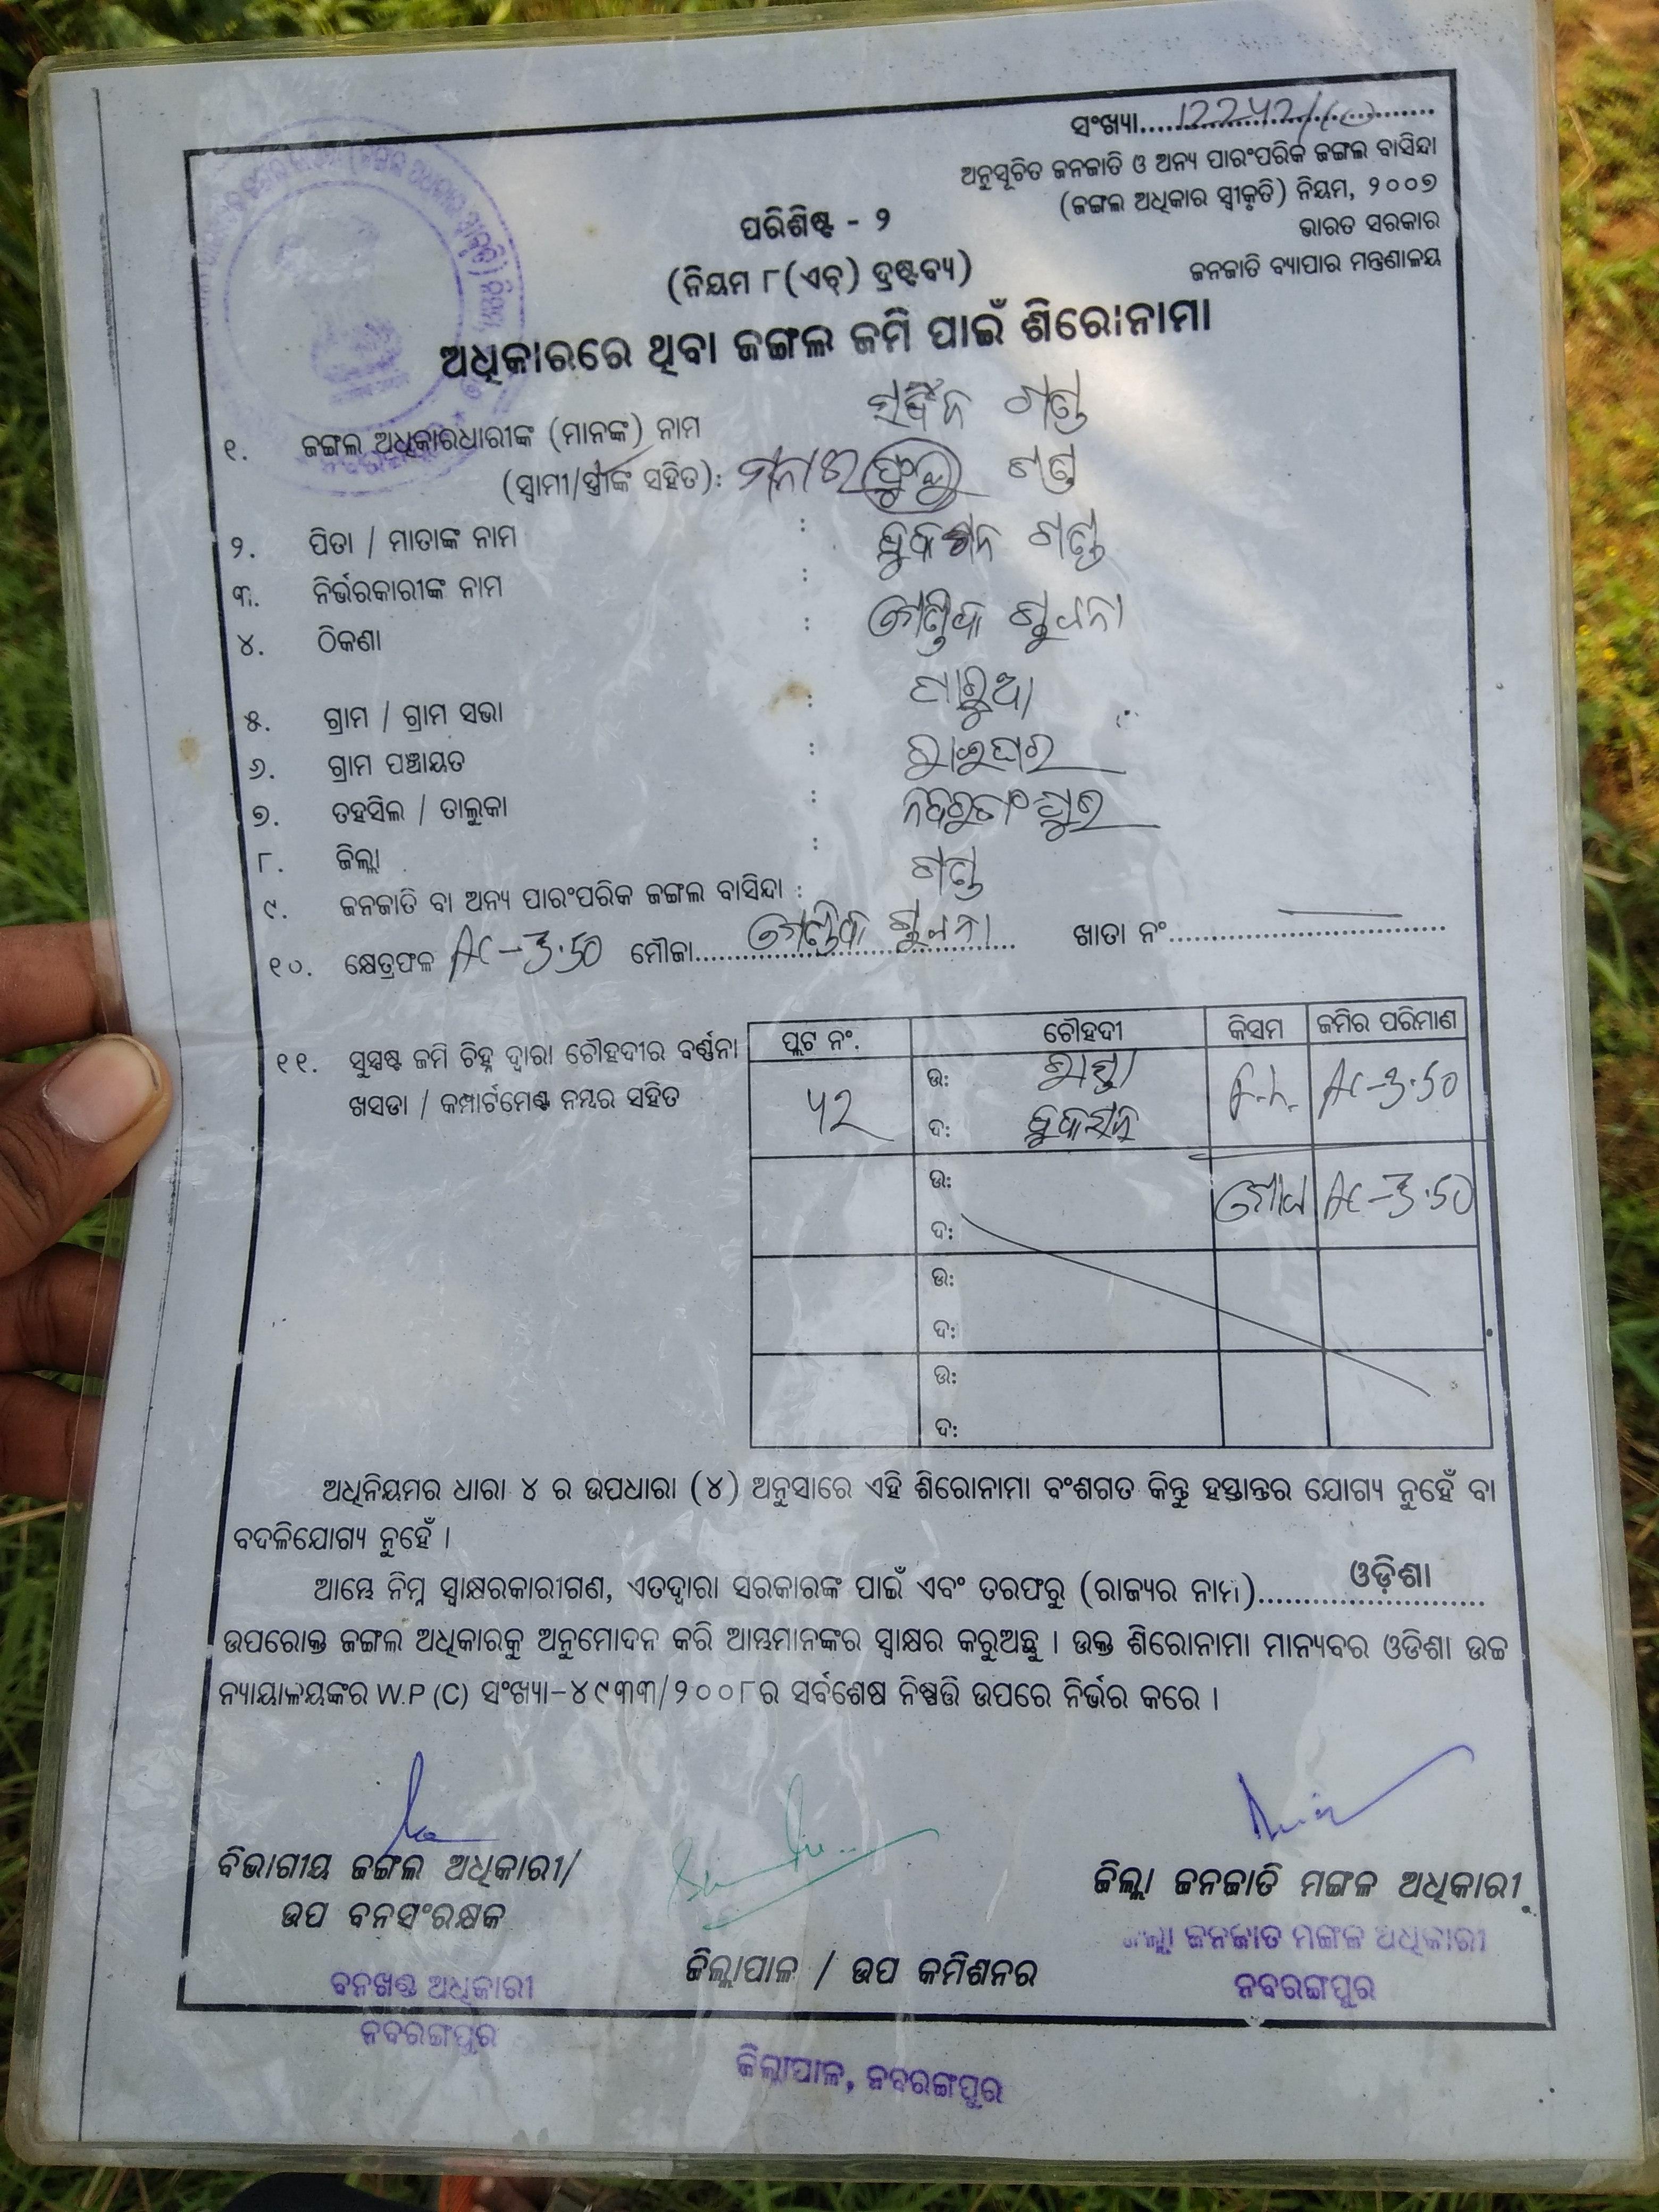 ସଂଖ୍ୟା....................
ଅନୁସୂଚିତ ଜନଜାତି ଓ ଅନ୍ୟ ପାରଂପରିକ ଜଙ୍ଗଲ ବାସିନ୍ଦା
(ଜଙ୍ଗଲ ଅଧିକାର ସ୍ୱୀକୃତି) ନିୟମ, ୨୦୦୭
ଭାରତ ସରକାର
ଜନଜାତି ବ୍ୟାପାର ମନ୍ତ୍ରଣାଳୟ
ପରିଶିଷ୍ଟ - ୨
(ନିୟମ ୮(ଏଚ୍) ଦ୍ରଷ୍ଟବ୍ୟ)
ଅଧିକାରରେ ଥିବା ଜଙ୍ଗଲ ଜମି ପାଇଁ ଶିରୋନାମା
୧. ଜଙ୍ଗଲ ଅଧିକାରଧାରୀଙ୍କ (ମାନଙ୍କ) ନାମ ଗଣ୍ଡ
(ସ୍ୱାମୀ/ସ୍ତ୍ରୀଙ୍କ ସହିତ): ଗଣ୍ଡ
୨. ପିତା / ମାତାଙ୍କ ନାମ : ଗଣ୍ଡ
୩. ନିର୍ଭରକାରୀଙ୍କ ନାମ :
୪. ଠିକଣା :
୫. ଗ୍ରାମ / ଗ୍ରାମ ସଭା :
୬. ଗ୍ରାମ ପଞ୍ଚାୟତ : ରାଇଘର
୭. ତହସିଲ / ତାଲୁକା : ନବରଙ୍ଗପୁର
୮. ଜିଲ୍ଲା : ଗଣ୍ଡ
୯. ଜନଜାତି ବା ଅନ୍ୟ ପାରଂପରିକ ଜଙ୍ଗଲ ବାସିନ୍ଦା :
୧୦. କ୍ଷେତ୍ରଫଳ AC-3.50 ମୌଜା.................... ଖାତା ନଂ....................
୧୧. ସୁସ୍ପଷ୍ଟ ଜମି ଚିହ୍ନ ଦ୍ୱାରା ଚୌହଦୀର ବର୍ଣ୍ଣନା
ଖସଡା / କମ୍ପାର୍ଟମେଣ୍ଟ ନମ୍ବର ସହିତ
ପ୍ଲଟ ନଂ. ଚୌହଦୀ କିସମ ଜମିର ପରିମାଣ
ଉ: ରାସ୍ତା AC-3.50
ଦ:
ଉ: ମୋଟ AC-3.50
ଦ:
ଉ:
ଦ:
ଉ:
ଦ:
ଅଧିନିୟମର ଧାରା ୪ ର ଉପଧାରା (୪) ଅନୁସାରେ ଏହି ଶିରୋନାମା ବଂଶଗତ କିନ୍ତୁ ହସ୍ତାନ୍ତର ଯୋଗ୍ୟ ନୁହେଁ ବା
ବଦଳିଯୋଗ୍ୟ ନୁହେଁ ।
ଆମ୍ଭେ ନିମ୍ନ ସ୍ୱାକ୍ଷରକାରୀଗଣ, ଏତଦ୍ୱାରା ସରକାରଙ୍କ ପାଇଁ ଏବଂ ତରଫରୁ (ରାଜ୍ୟର ନାମ)......ଓଡ଼ିଶା......
ଉପରୋକ୍ତ ଜଙ୍ଗଲ ଅଧିକାରକୁ ଅନୁମୋଦନ କରି ଆମ୍ଭମାନଙ୍କର ସ୍ୱାକ୍ଷର କରୁଅଛୁ । ଉକ୍ତ ଶିରୋନାମା ମାନ୍ୟବର ଓଡିଶା ଉଚ୍ଚ
ନ୍ୟାୟାଳୟଙ୍କର W.P (C) ସଂଖ୍ୟା-୪୯୩୩/୨୦୦୮ର ସର୍ବଶେଷ ନିଷ୍ପତ୍ତି ଉପରେ ନିର୍ଭର କରେ ।
ବିଭାଗୀୟ ଜଙ୍ଗଲ ଅଧିକାରୀ/
ଉପ ବନସଂରକ୍ଷକ
ବନଖଣ୍ଡ ଅଧିକାରୀ
ନବରଙ୍ଗପୁର
ଜିଲ୍ଲାପାଳ / ଉପ କମିଶନର
ଜିଲ୍ଲାପାଳ, ନବରଙ୍ଗପୁର
ଜିଲ୍ଲା ଜନଜାତି ମଙ୍ଗଳ ଅଧିକାରୀ
ଜିଲ୍ଲା ଜନଜାତି ମଙ୍ଗଳ ଅଧିକାରୀ
ନବରଙ୍ଗପୁର